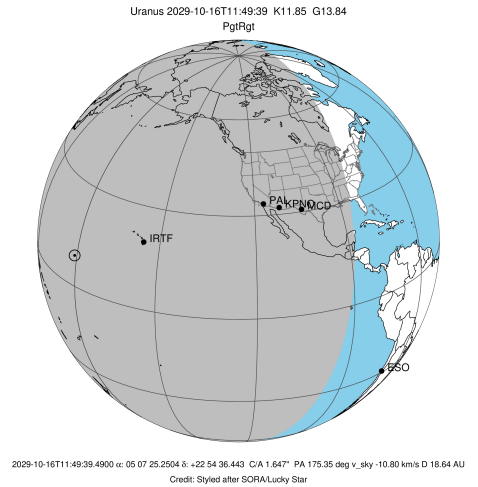 Uranus 2029-10-16T11:49:39 K11.85 G13.84
PgtRgt
PAL KPNO MCD
IRTF
ESO
2029-10-16T11:49:39.4900 α: 05 07 25.2504 δ: +22 54 36.443 C/A 1.647" PA 175.35 deg v_sky -10.80 km/s D 18.64 AU
Credit: Styled after SORA/Lucky Star